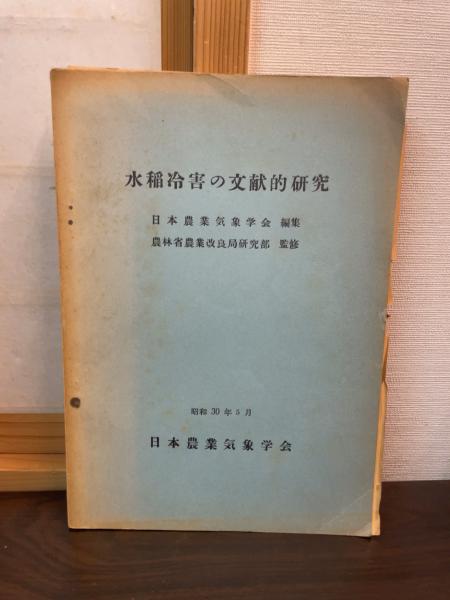 水稲冷害の文献的研究
日本農業気象学会 編集
農林省農業改良局研究部 監修
昭和30年5月
日本農業気象学会